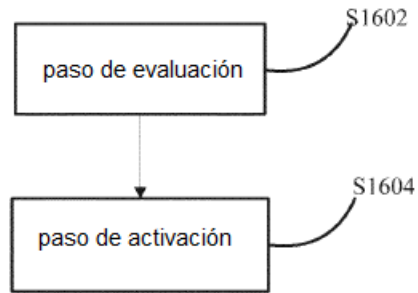 S1602
paso de evaluación
S1604
paso de activación